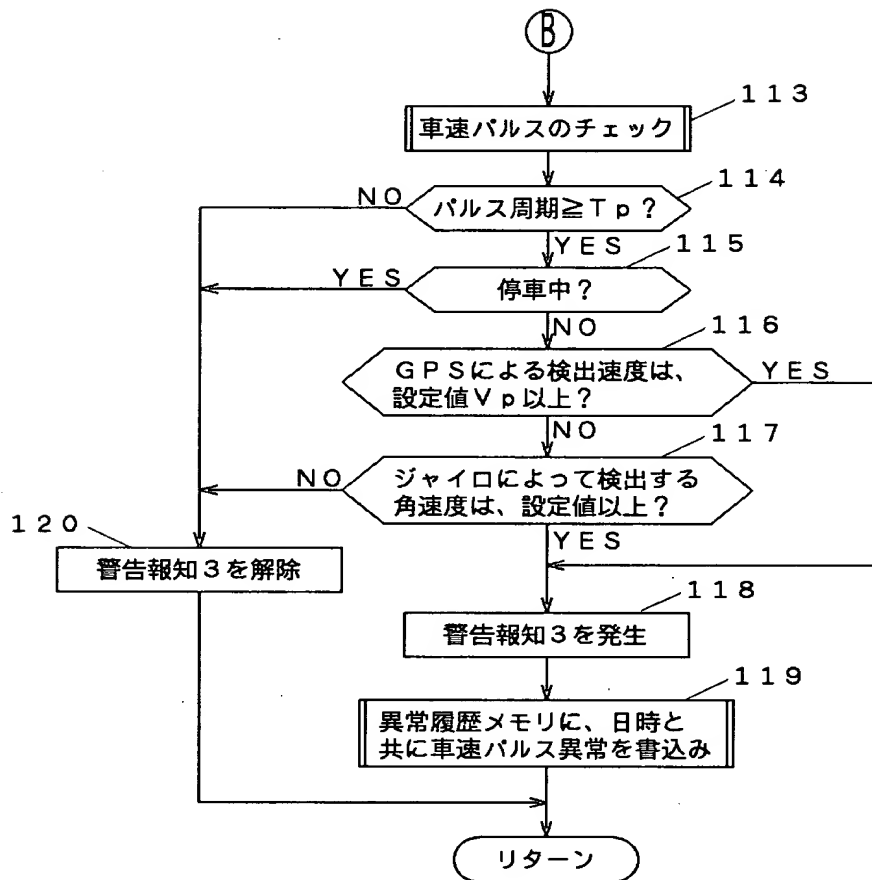 B
113
車速パルスのチェック
114
NO
パルス周期≧Tp?
YES
115
YES
停車中?
NO
116
GPSによる検出速度は、
設定値Vp以上?
YES
NO
117
NO
ジャイロによって検出する
角速度は、設定値以上?
YES
120
警告報知3を解除
118
警告報知3を発生
119
異常履歴メモリに、日時と
共に車速パルス異常を書込み
リターン